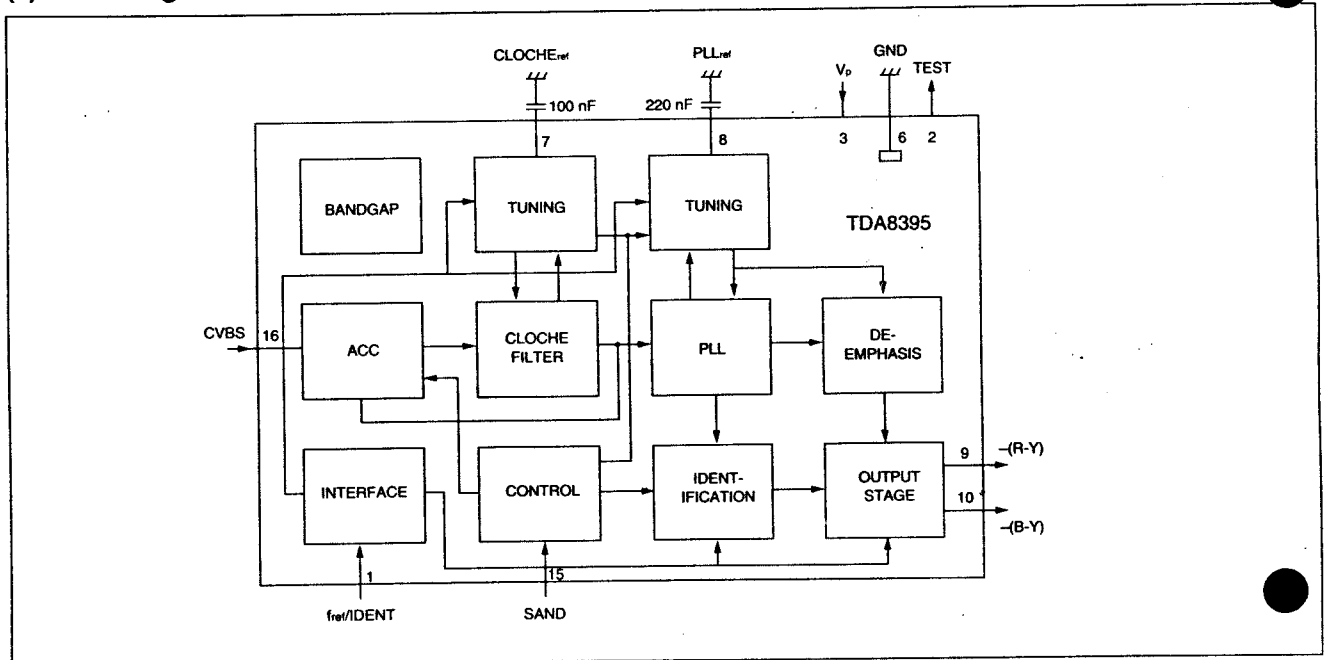 CLOCHEref
PLLref
GND
Vp
TEST
100 nF
220 nF
7
8
3
6
2
BANDGAP
TUNING
TUNING
TDA8395
CVBS
16
ACC
CLOCHE
FILTER
PLL
DE-
EMPHASIS
INTERFACE
CONTROL
IDENT-
IFICATION
OUTPUT
STAGE
9
–(R-Y)
10
–(B-Y)
1
15
fref/IDENT
SAND